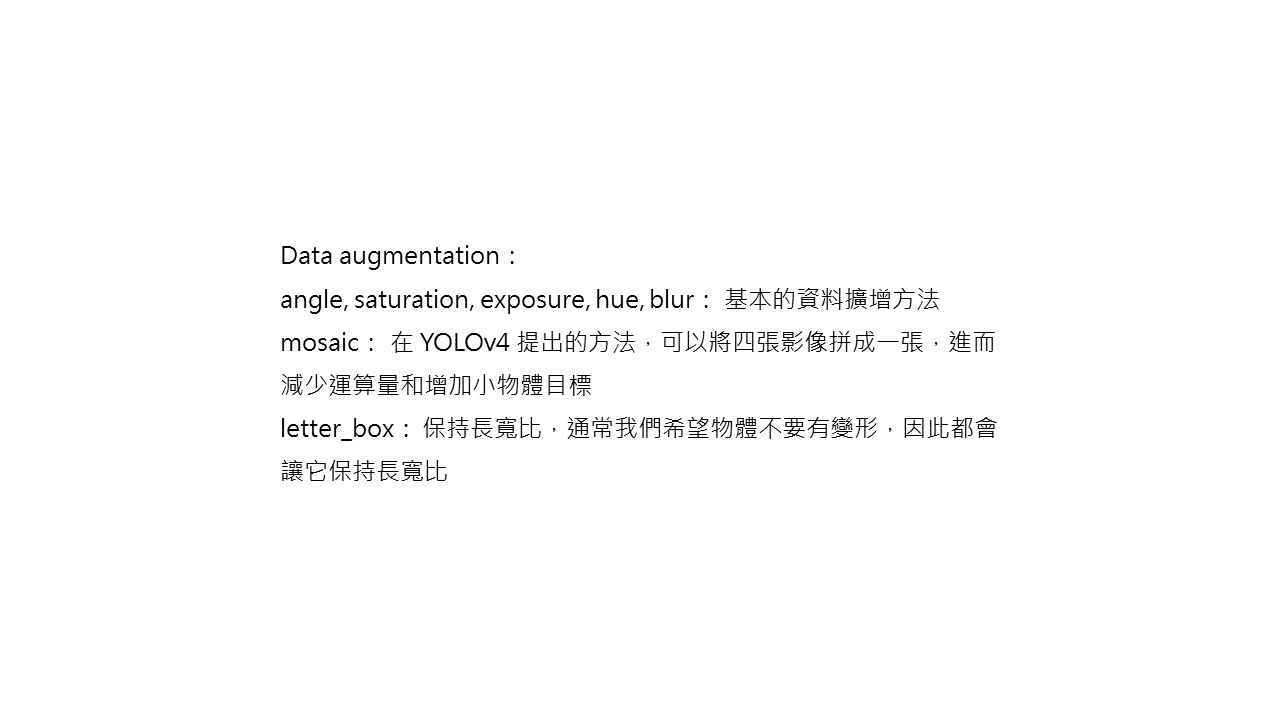 Data augmentation：
angle, saturation, exposure, hue, blur： 基本的資料擴增方法
mosaic： 在 YOLOv4 提出的方法，可以將四張影像拼成一張，進而
減少運算量和增加小物體目標
letter_box： 保持長寬比，通常我們希望物體不要有變形，因此都會
讓它保持長寬比